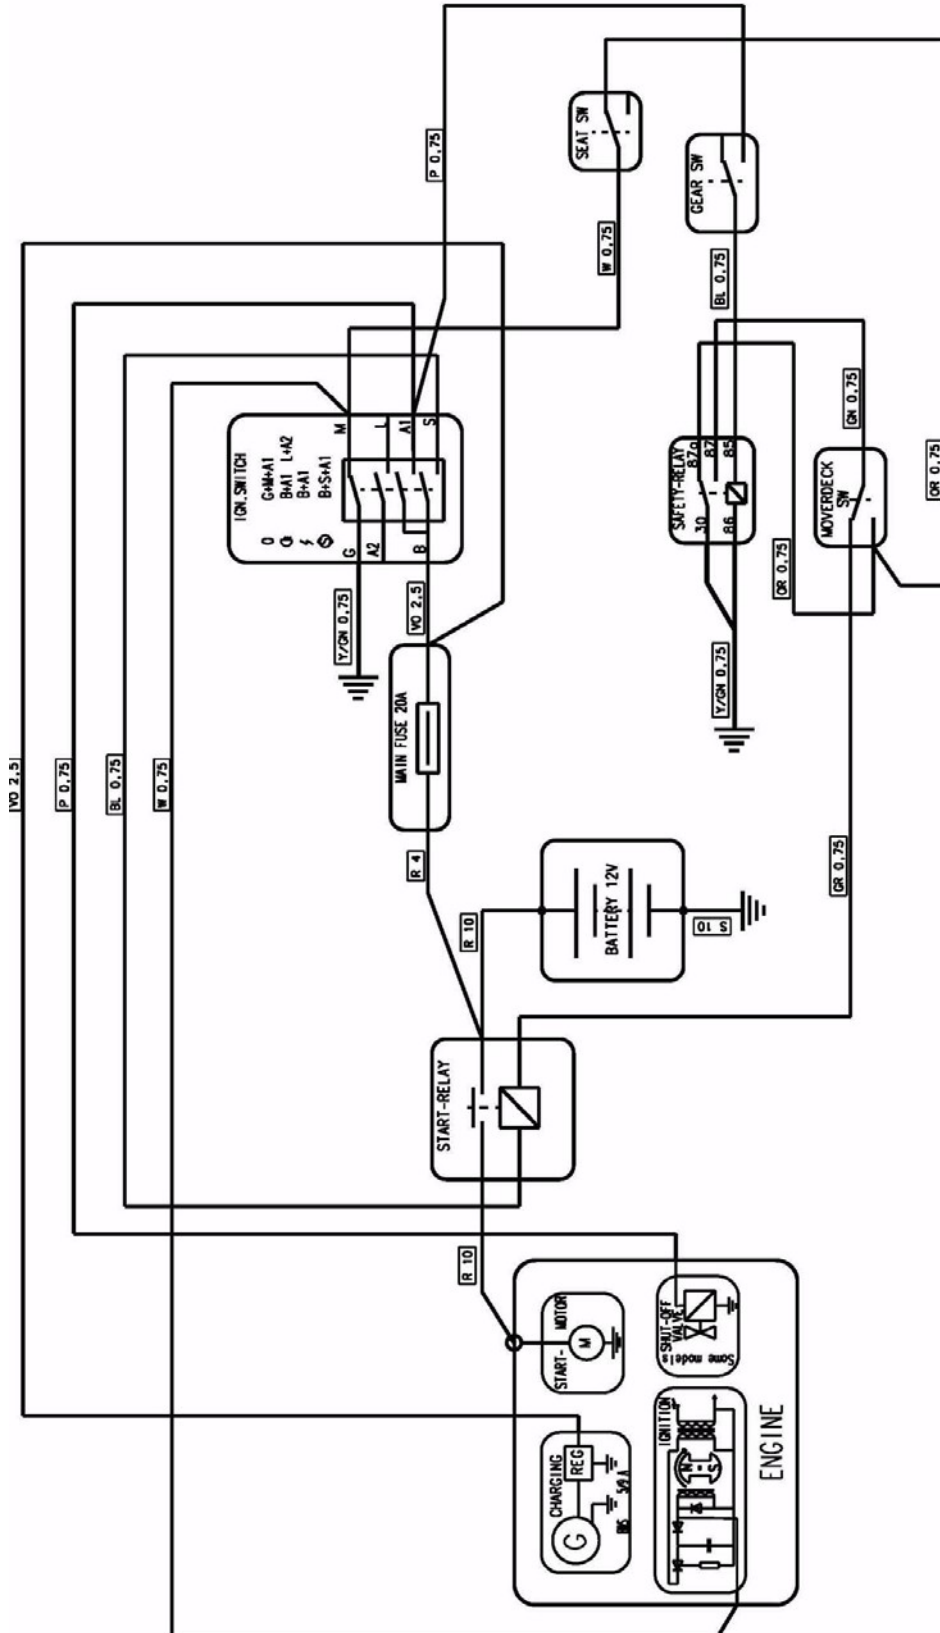 SEAT SW
P 0,75
GEAR SW
W 0,75
BL 0,75
IGN.SWITCH
O G+M+A1
B+A1 L+A2
B+A1
B+S+A1
M
L
A1
S
G
A2
B
GN 0,75
SAFETY-RELAY
87a
87
85
30
86
MOVERDECK
SW
OR 0,75
OR 0,75
Y/GN 0,75
VO 2,5
Y/GN 0,75
MAIN FUSE 20A
VO 2,5
P 0,75
BL 0,75
W 0,75
R 4
GR 0,75
BATTERY 12V
R 10
S 10
START-RELAY
R 10
START-
MOTOR
M
SHUT-OFF
VALVE
Some models
CHARGING
REG
G
5/9 A
IGNITION
N
S
ENGINE